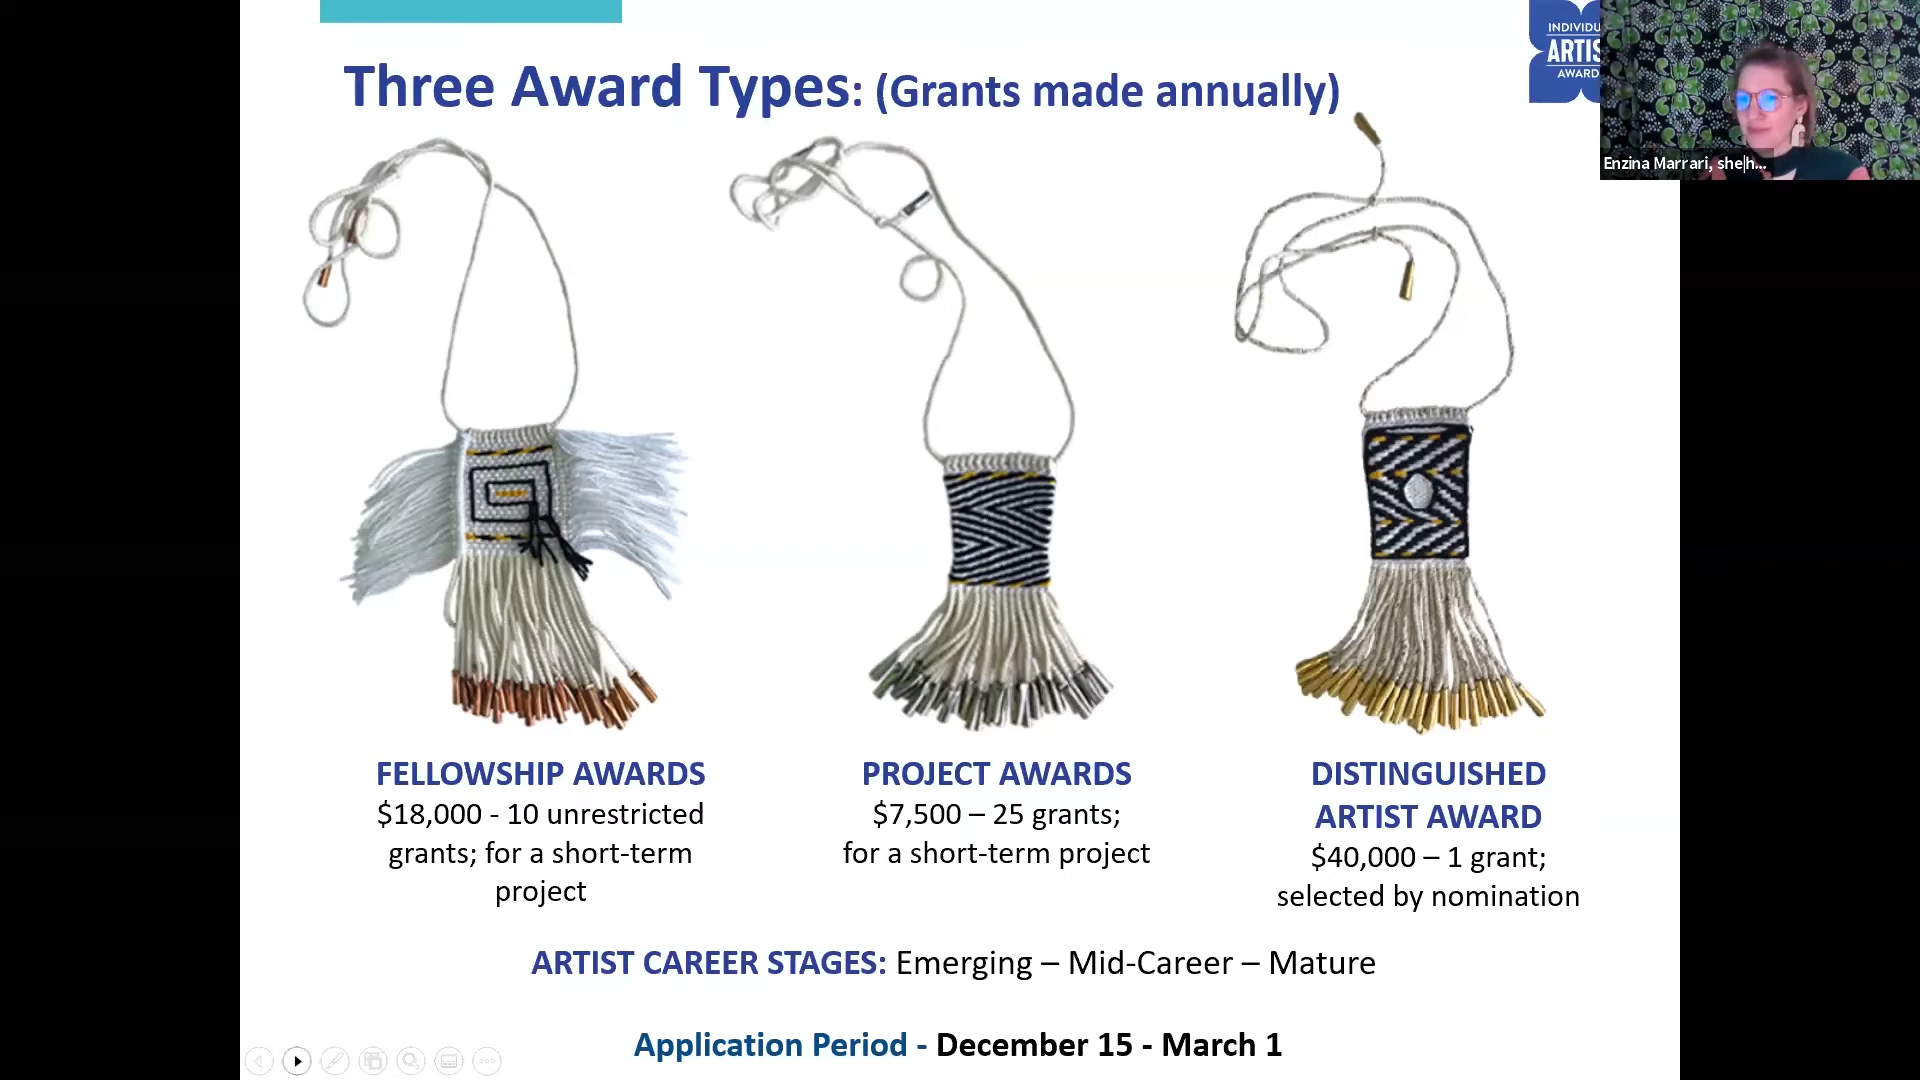 Three Award Types: (Grants made annually)
INDIVIDU
ARTIS
AWARD
Enzina Marrari, she|h...
FELLOWSHIP AWARDS
$18,000 - 10 unrestricted
grants; for a short-term
project
PROJECT AWARDS
$7,500 – 25 grants;
for a short-term project
DISTINGUISHED
ARTIST AWARD
$40,000 – 1 grant;
selected by nomination
ARTIST CAREER STAGES: Emerging – Mid-Career – Mature
Application Period - December 15 - March 1